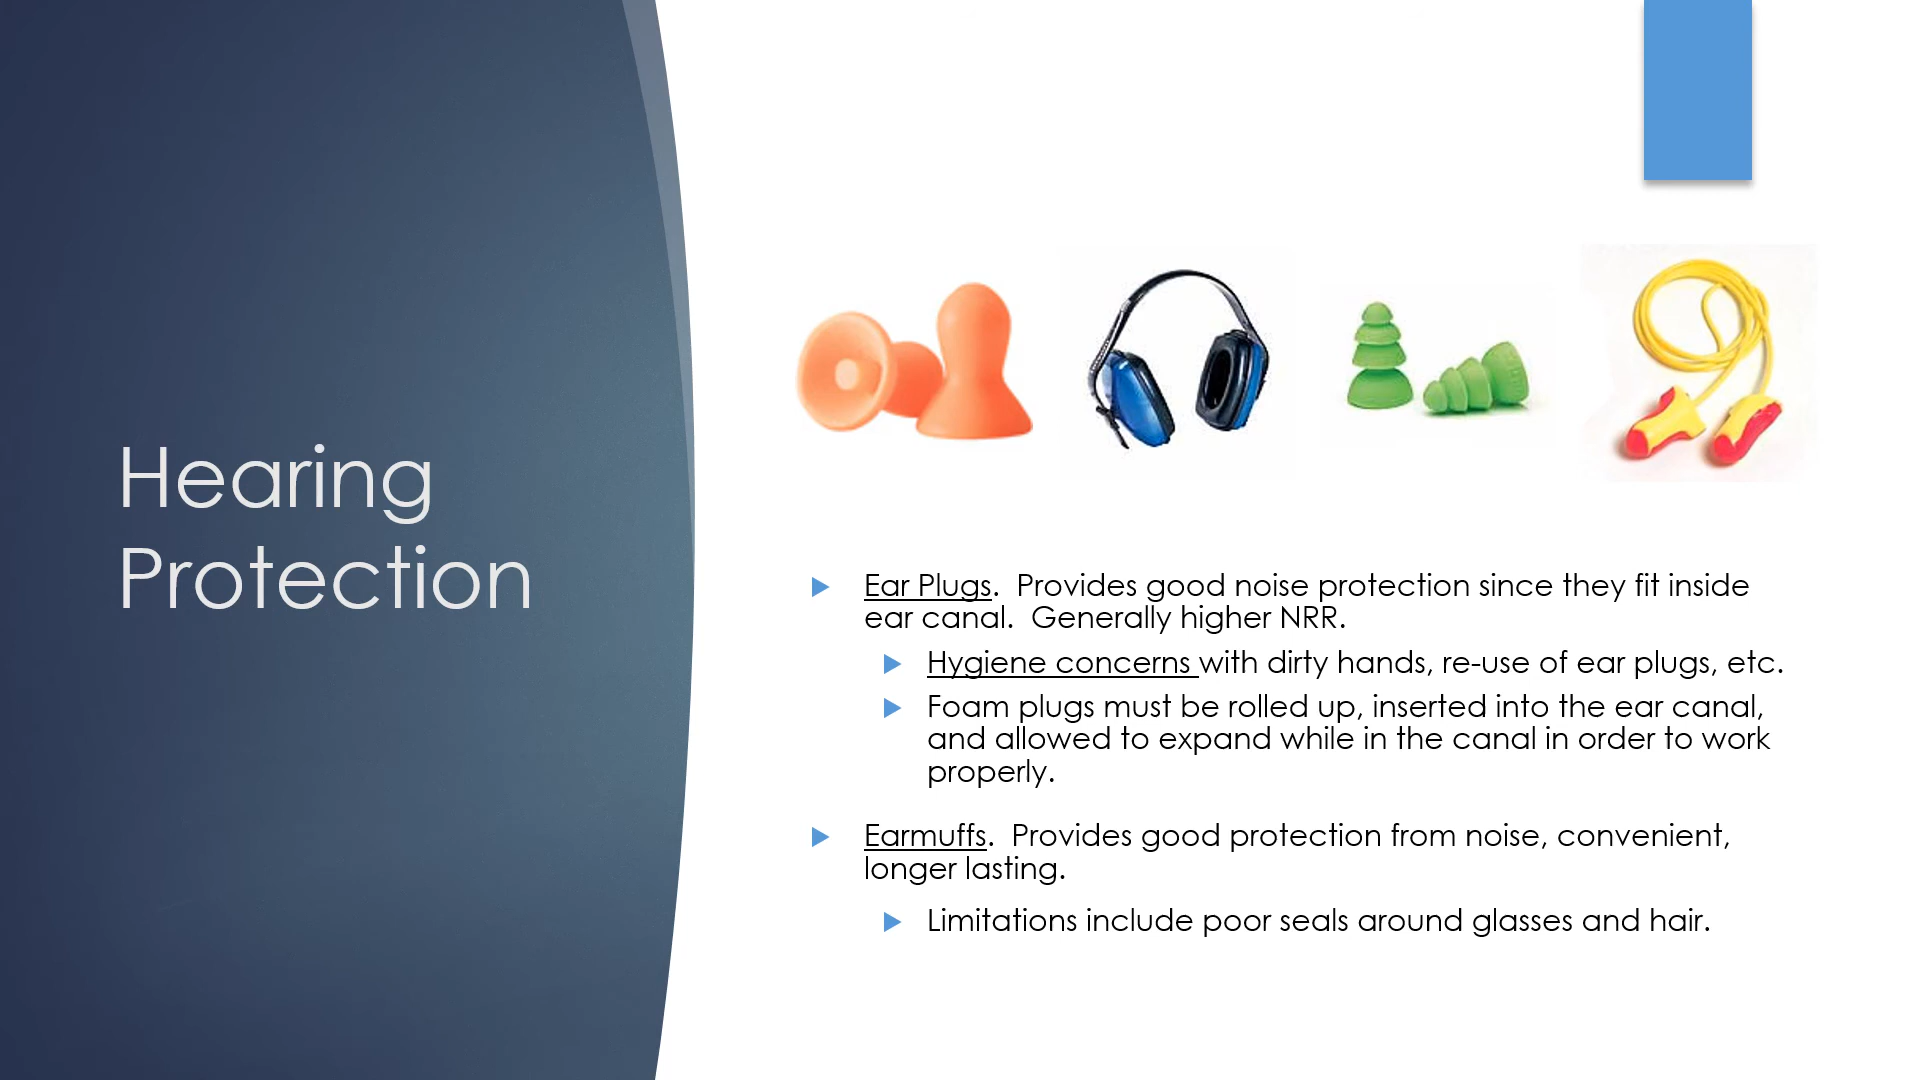 Hearing
Protection
Ear Plugs.  Provides good noise protection since they fit inside
ear canal.  Generally higher NRR.
Hygiene concerns with dirty hands, re-use of ear plugs, etc.
Foam plugs must be rolled up, inserted into the ear canal,
and allowed to expand while in the canal in order to work
properly.
Earmuffs.  Provides good protection from noise, convenient,
longer lasting.
Limitations include poor seals around glasses and hair.